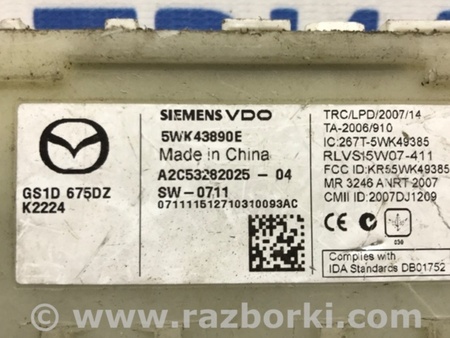 SIEMENS VDO
5WK43890E
Made in China
A2C53282025 - 04
SW-0711
0711115127103​10093AC
GS1D 675DZ
K2224
TRC/LPD/2007/14
TA-2006/910
IC:267T-5WK49385
RLVS15W07-411
FCC ID:KR55WK49385
MR 3246 ANRT 2007
CMII ID:2007DJ1209
Complies with
IDA Standards DB01752
© www.razborki.com